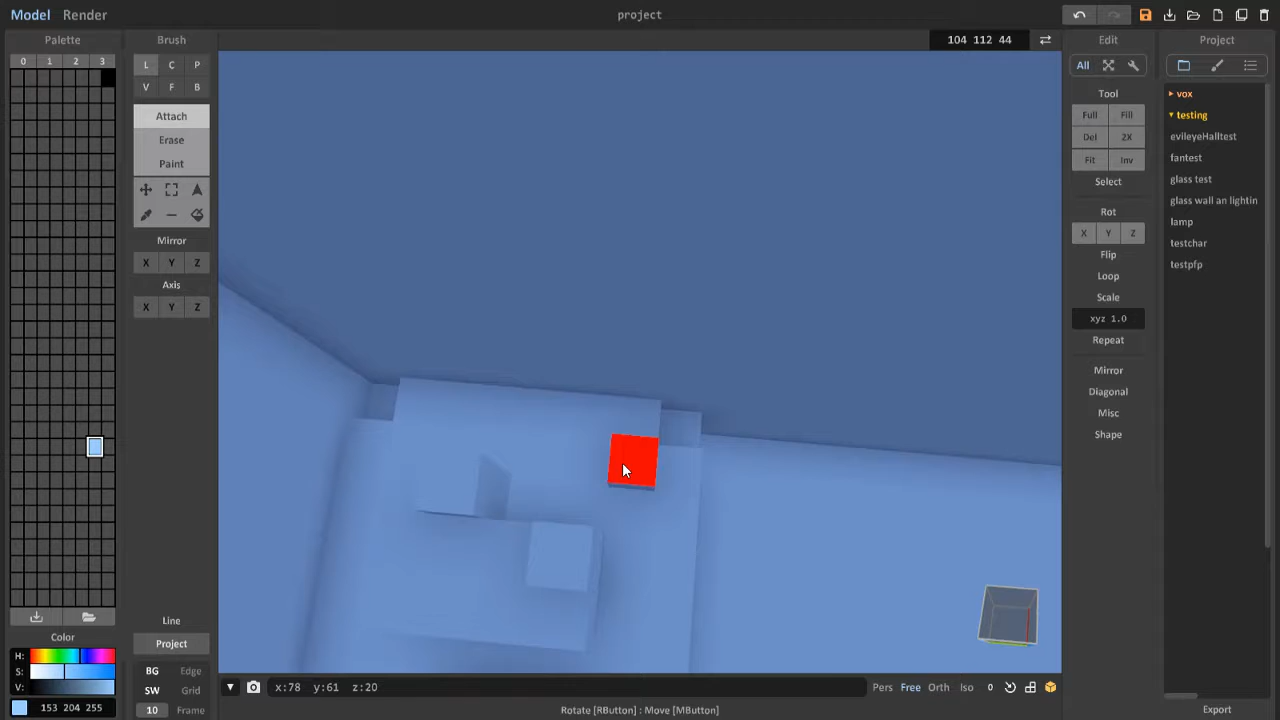 Model Render
project
Palette
0 1 2 3
Color
H:
S:
V:
153 204 255
Brush
L C P
V F B
Attach
Erase
Paint
Mirror
X Y Z
Axis
X Y Z
Line
Project
BG Edge
SW Grid
10 Frame
104 112 44
x:78 y:61 z:20
Pers Free Orth Iso 0
Rotate [RButton] : Move [MButton]
Edit
All
Tool
Full Fill
Del 2X
Fit Inv
Select
Rot
X Y Z
Flip
Loop
Scale
xyz 1.0
Repeat
Mirror
Diagonal
Misc
Shape
Project
vox
testing
evileyeHalltest
fantest
glass test
glass wall an lightin
lamp
testchar
testpfp
Export